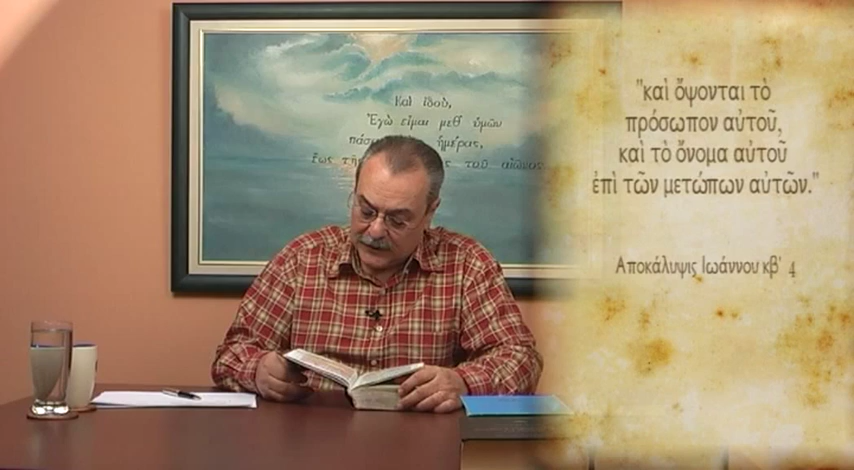 Καὶ ἰδού,
Ἐγὼ εἶμαι μεθ' ὑμῶν
ἡμέρας,
ἕως τῆς τοῦ αἰῶνος
"καὶ ὄψονται τὸ
πρόσωπον αὐτοῦ,
καὶ τὸ ὄνομα αὐτοῦ
ἐπὶ τῶν μετώπων αὐτῶν."
Αποκάλυψις Ιωάννου κβ' 4